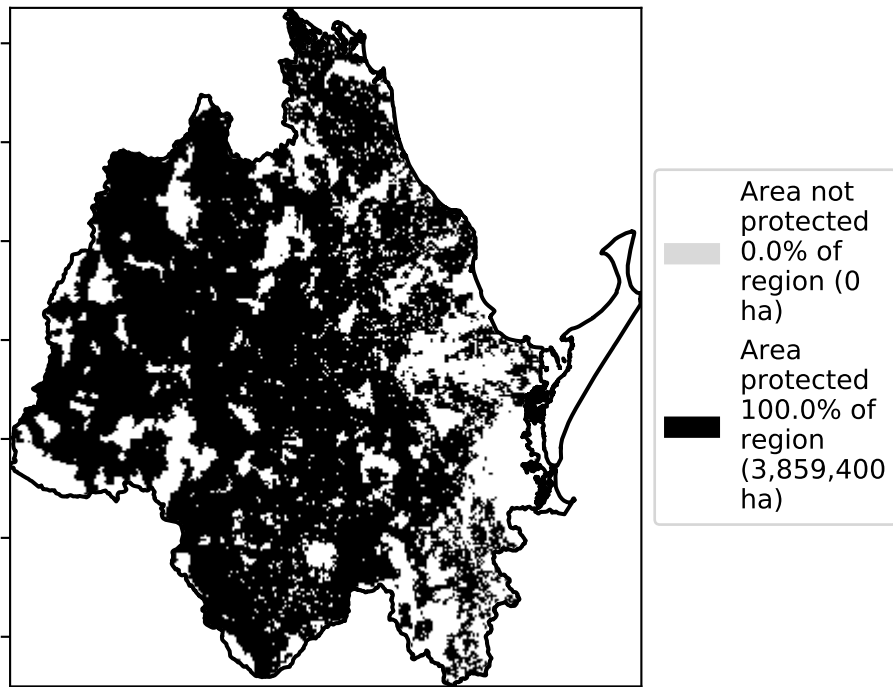 Area not
protected
0.0% of
region (0
ha)
Area
protected
100.0% of
region
(3,859,400
ha)